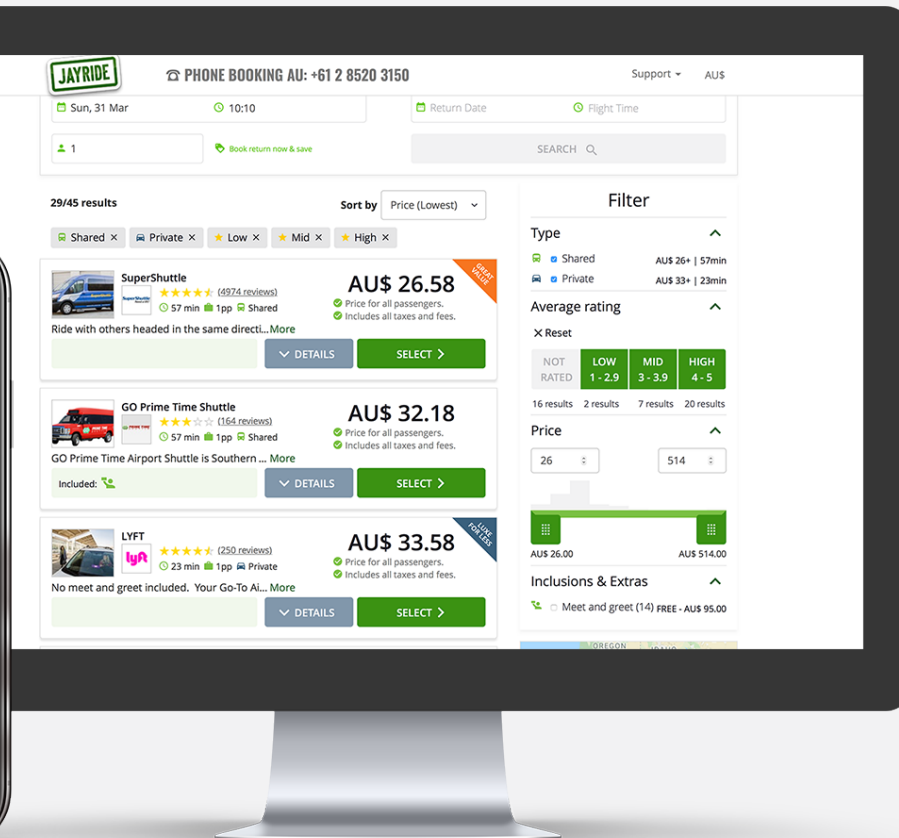 JAYRIDE
PHONE BOOKING AU: +61 2 8520 3150
Support
AU$
Sun, 31 Mar
10:10
Return Date
Flight Time
1
Book return now & save
SEARCH
29/45 results
Sort by
Price (Lowest)
Shared ×
Private ×
Low ×
Mid ×
High ×
SuperShuttle
(4974 reviews)
57 min 1pp Shared
Ride with others headed in the same directi...More
AU$ 26.58
Price for all passengers.
Includes all taxes and fees.
GREAT
VALUE
DETAILS
SELECT
GO Prime Time Shuttle
(164 reviews)
57 min 1pp Shared
GO Prime Time Airport Shuttle is Southern ... More
AU$ 32.18
Price for all passengers.
Includes all taxes and fees.
Included:
DETAILS
SELECT
LYFT
lyft
(250 reviews)
23 min 1pp Private
No meet and greet included. Your Go-To Ai... More
AU$ 33.58
Price for all passengers.
Includes all taxes and fees.
LUXE
FOR LESS
DETAILS
SELECT
Filter
Type
Shared AU$ 26+ | 57min
Private AU$ 33+ | 23min
Average rating
× Reset
NOT
RATED
LOW
1 - 2.9
MID
3 - 3.9
HIGH
4 - 5
16 results 2 results 7 results 20 results
Price
26
514
AU$ 26.00
AU$ 514.00
Inclusions & Extras
Meet and greet (14) FREE - AU$ 95.00
OREGON